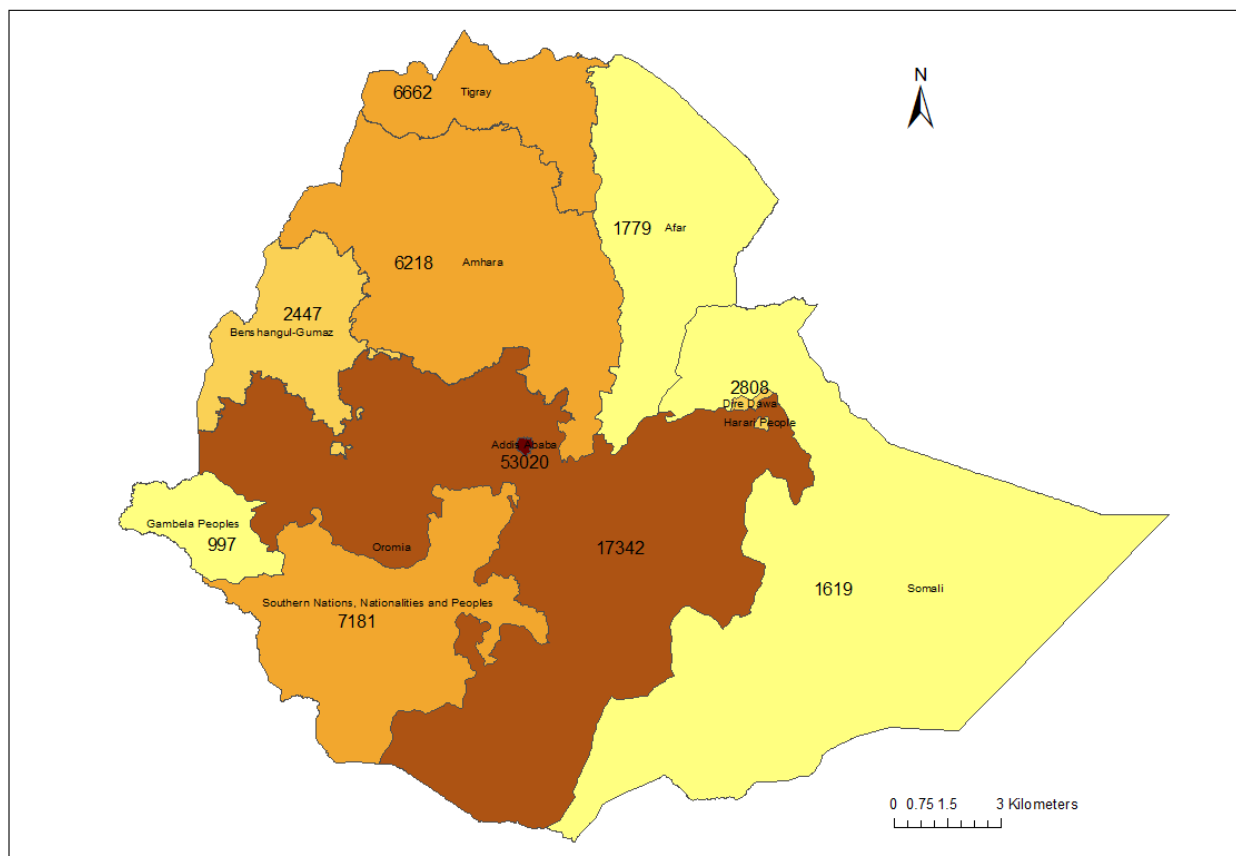 N
6662 Tigray
1779 Afar
6218 Amhara
2447
Benshangul-Gumaz
2808
Dire Dawa
Harari People
Addis Ababa
53020
Gambela Peoples
997
Oromia
17342
1619 Somali
Southern Nations, Nationalities and Peoples
7181
0 0.75 1.5 3 Kilometers